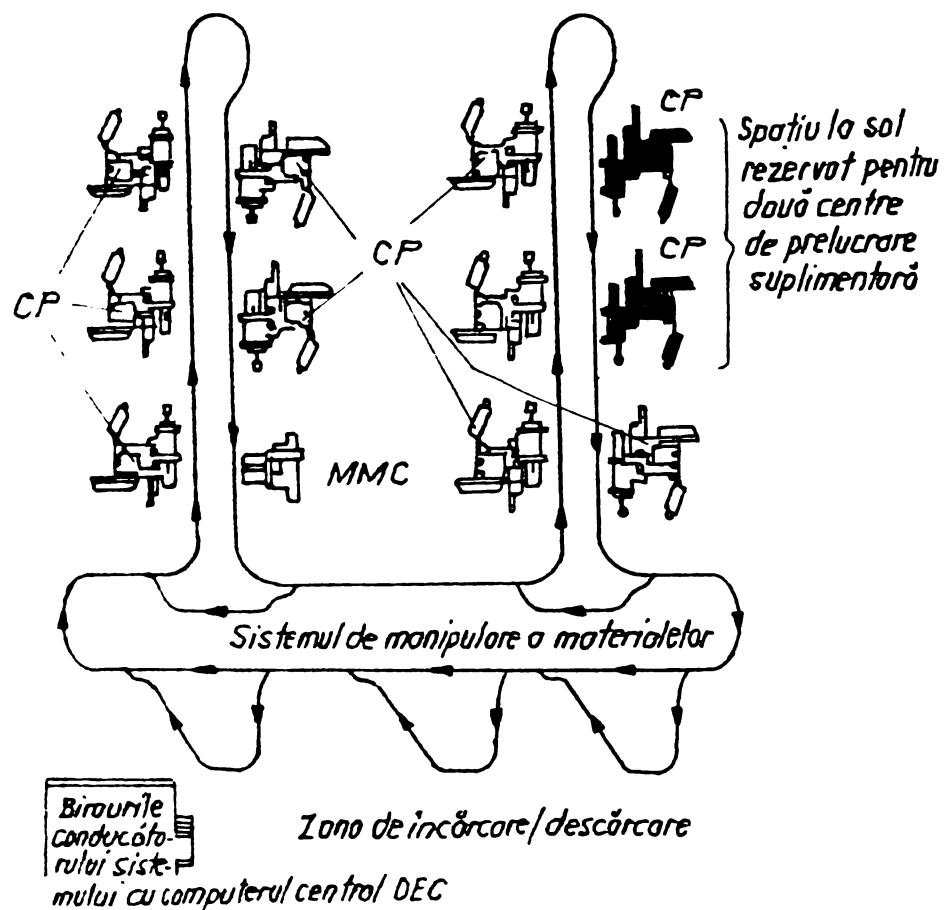 CP
Spațiu la sol
rezervat pentru
două centre
de prelucrare
suplimentară
CP
CP
CP
MMC
Sistemul de manipulare a materialelor
Zona de încărcare/descărcare
Birourile
conducăto-
rului siste-
mului cu computerul central DEC